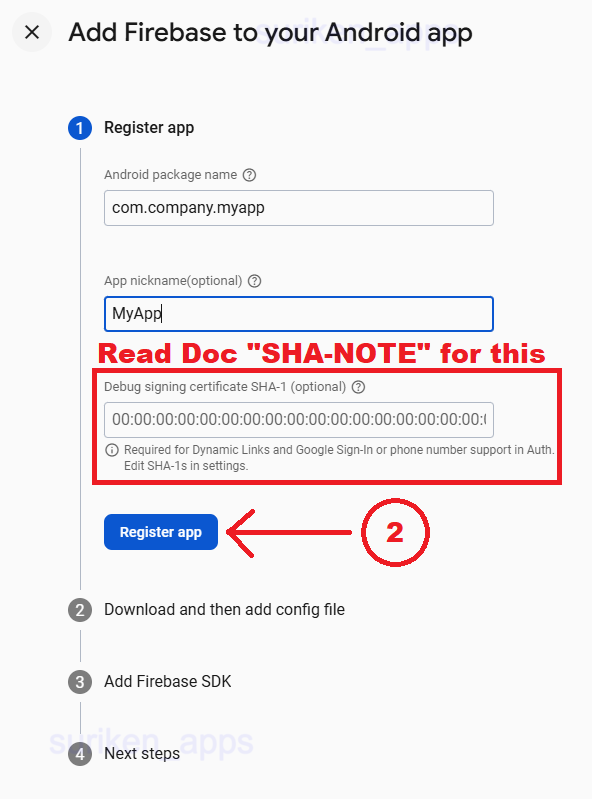 Add Firebase to your Android app
suriken_apps
1 Register app
Android package name ?
com.company.myapp
App nickname(optional) ?
MyApp
Read Doc "SHA-NOTE" for this
Debug signing certificate SHA-1 (optional) ?
00:00:00:00:00:00:00:00:00:00:00:00:00:00:00:00:00:
Required for Dynamic Links and Google Sign-In or phone number support in Auth.
Edit SHA-1s in settings.
Register app
2
2 Download and then add config file
3 Add Firebase SDK
suriken_apps
4 Next steps